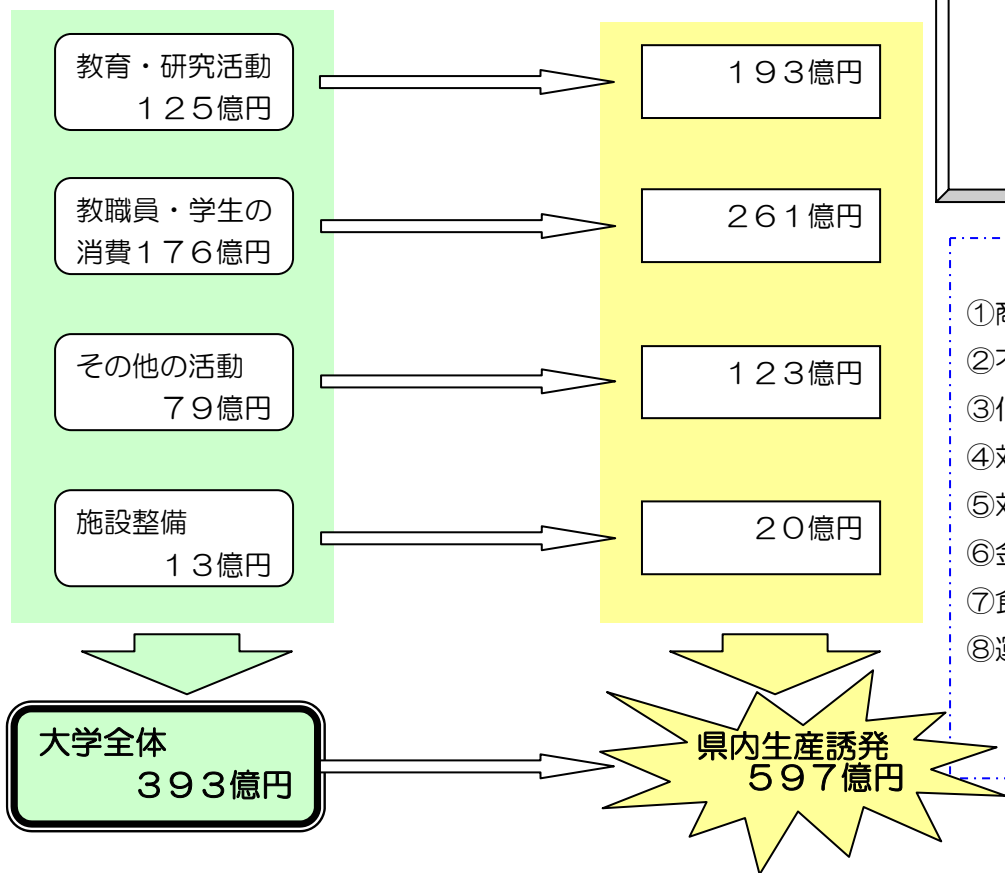 教育・研究活動
１２５億円
１９３億円
教職員・学生の
消費１７６億円
２６１億円
その他の活動
７９億円
１２３億円
施設整備
１３億円
２０億円
大学全体
３９３億円
県内生産誘発
５９７億円
①
②
③
④
⑤
⑥
⑦
⑧